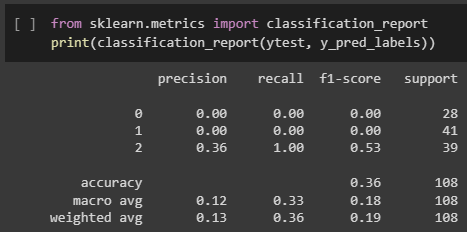 [ ] from sklearn.metrics import classification_report
print(classification_report(ytest, y_pred_labels))
precision recall f1-score support
0 0.00 0.00 0.00 28
1 0.00 0.00 0.00 41
2 0.36 1.00 0.53 39
accuracy 0.36 108
macro avg 0.12 0.33 0.18 108
weighted avg 0.13 0.36 0.19 108